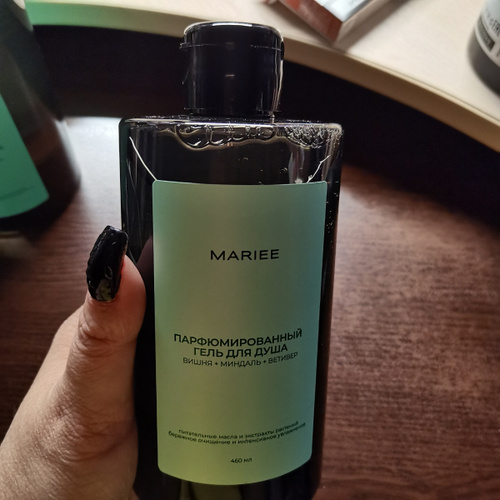 MARIEE
ПАРФЮМИРОВАННЫЙ
ГЕЛЬ ДЛЯ ДУША
ВИШНЯ + МИНДАЛЬ + ВЕТИВЕР
питательные масла и экстракты растений
бережное очищение и интенсивное увлажнение
460 мл